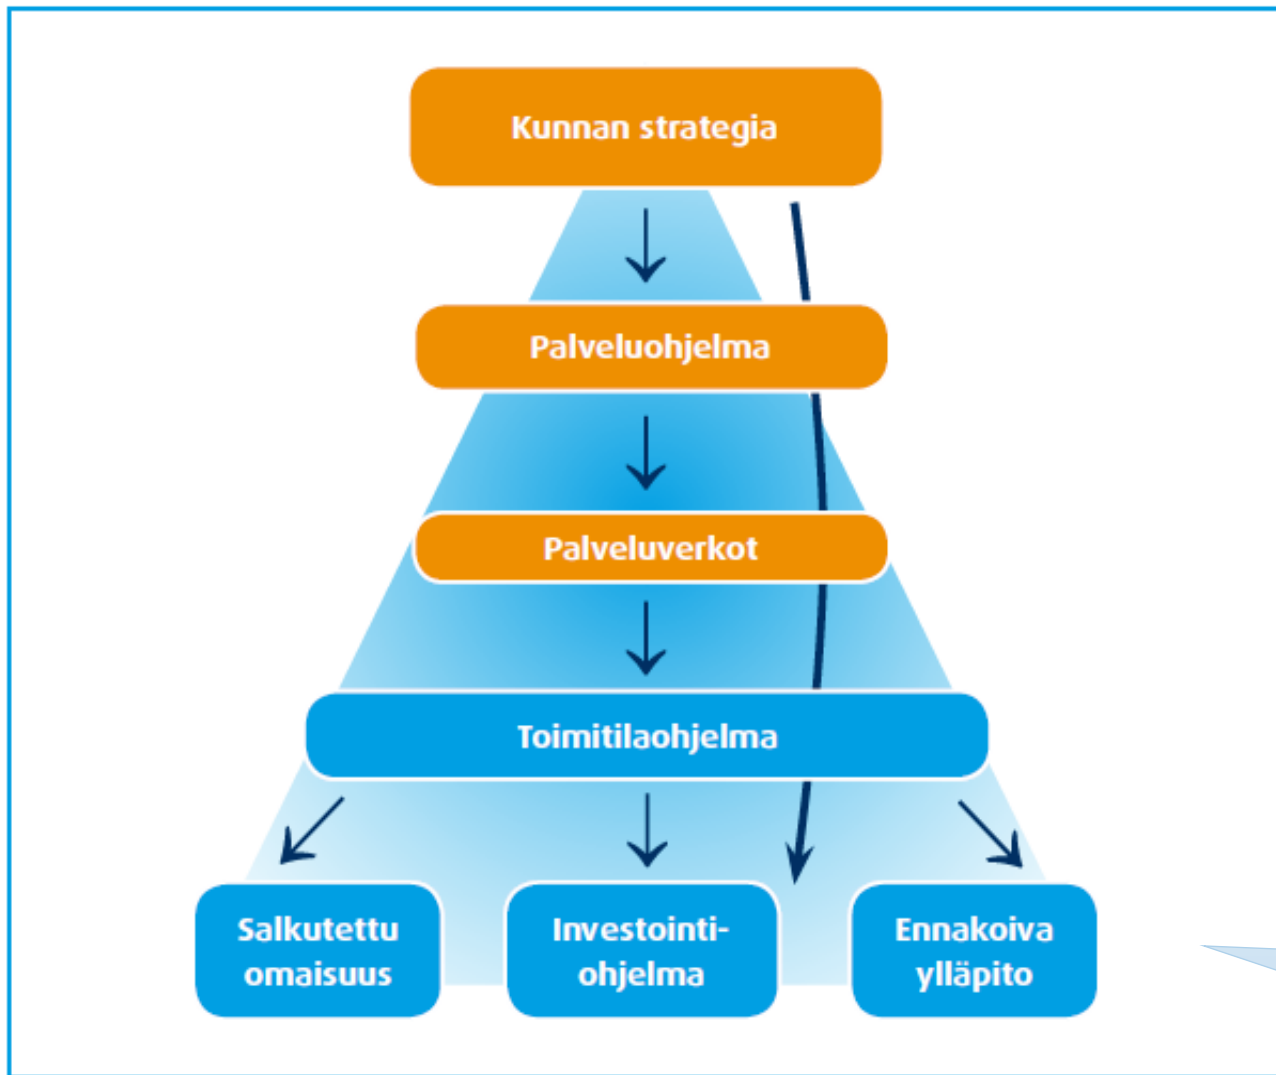 Kunnan strategia
Palveluohjelma
Palveluverkot
Toimitilaohjelma
Salkutettu
omaisuus
Investointi-
ohjelma
Ennakoiva
ylläpito